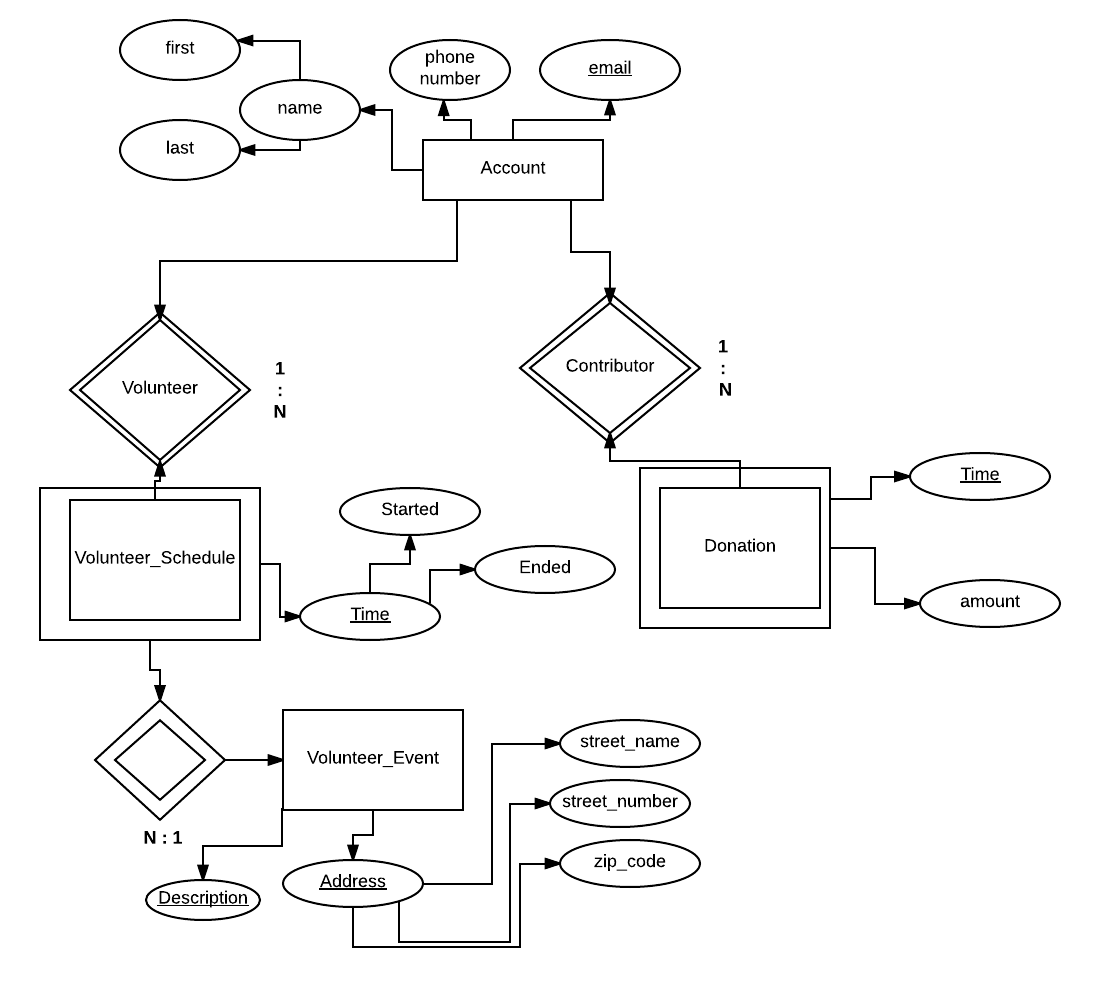 first
phone
number
email
name
last
Account
Volunteer
1
:
N
Contributor
1
:
N
Volunteer_Schedule
Started
Ended
Time
Donation
Time
amount
N : 1
Volunteer_Event
street_name
street_number
zip_code
Address
Description